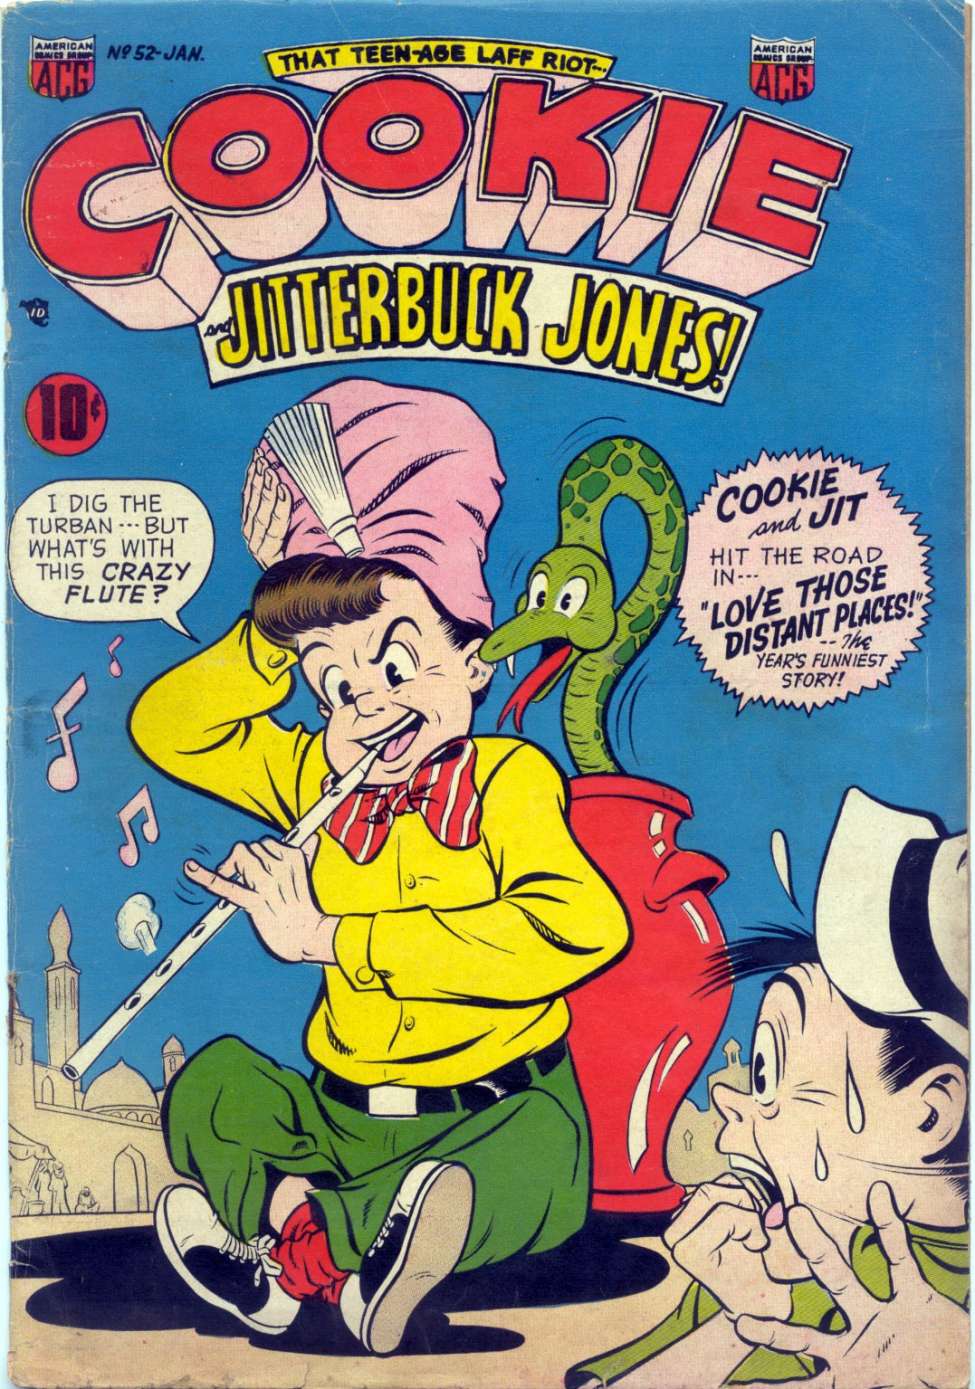 AMERICAN
COMICS GROUP
ACG
Nº 52-JAN.
THAT TEEN-AGE LAFF RIOT...
AMERICAN
COMICS GROUP
ACG
COOKIE
and JITTERBUCK JONES!
ID
10¢
I DIG THE
TURBAN --- BUT
WHAT'S WITH
THIS CRAZY
FLUTE?
COOKIE
and JIT
HIT THE ROAD
IN---
"LOVE THOSE
DISTANT PLACES!"
-- The
YEAR'S FUNNIEST
STORY!